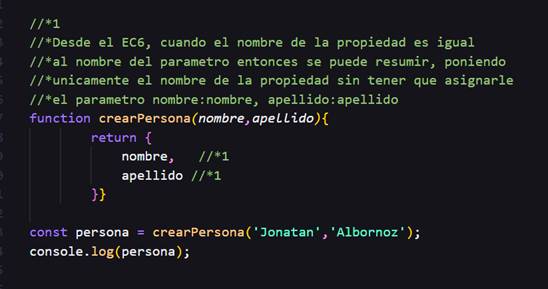 //*1
//*Desde el EC6, cuando el nombre de la propiedad es igual
//*al nombre del parametro entonces se puede resumir, poniendo
//*unicamente el nombre de la propiedad sin tener que asignarle
//*el parametro nombre:nombre, apellido:apellido
function crearPersona(nombre,apellido){
return {
nombre, //*1
apellido //*1
}}
const persona = crearPersona('Jonatan','Albornoz');
console.log(persona);